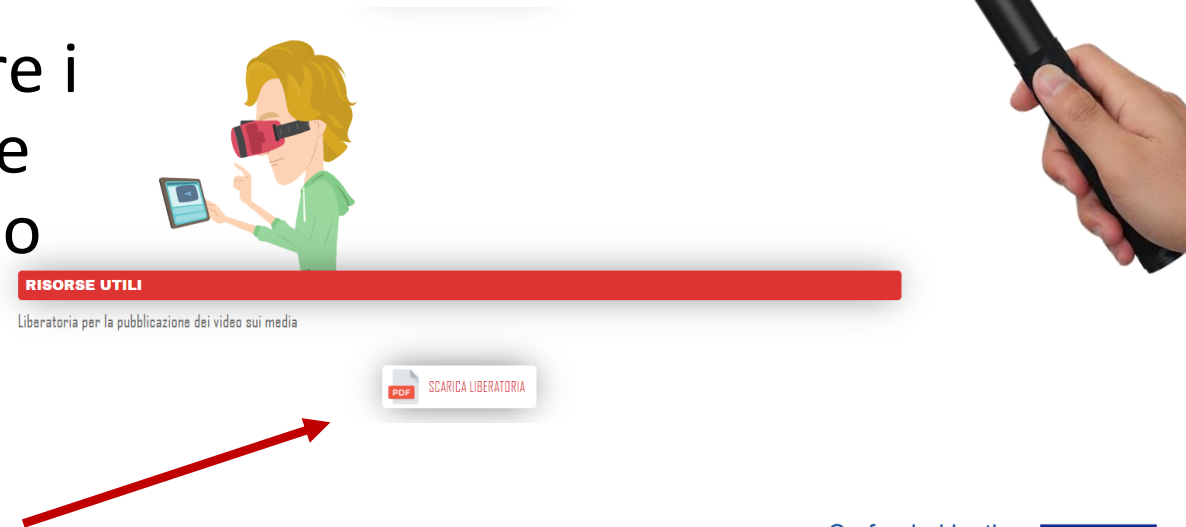 re i
e
o
RISORSE UTILI
Liberatoria per la pubblicazione dei video sui media
PDF
SCARICA LIBERATORIA